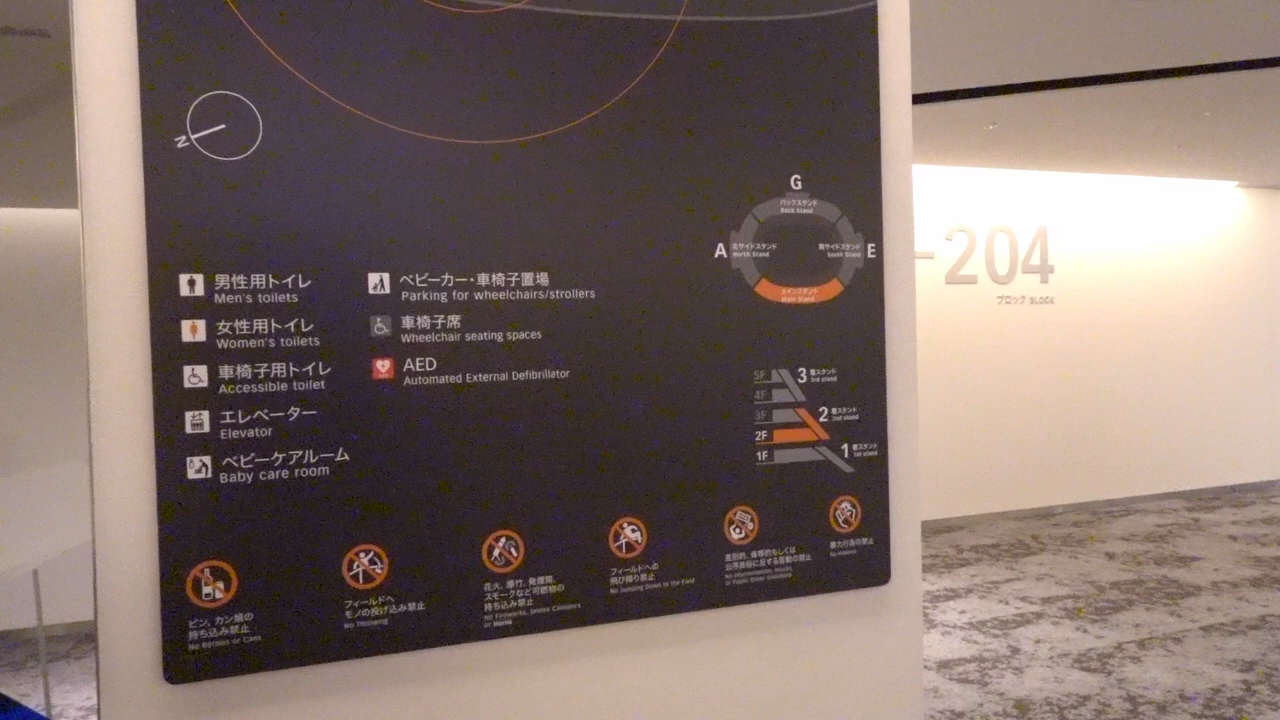 N
男性用トイレ
Men's toilets
女性用トイレ
Women's toilets
車椅子用トイレ
Accessible toilet
エレベーター
Elevator
ベビーケアルーム
Baby care room
ベビーカー・車椅子置場
Parking for wheelchairs/strollers
車椅子席
Wheelchair seating spaces
AED
Automated External Defibrillator
G
バックスタンド
Back Stand
A
北サイドスタンド
North Stand
南サイドスタンド
South Stand
E
メインスタンド
Main Stand
5F
4F
3F
2F
1F
3 層スタンド
3rd stand
2 層スタンド
2nd stand
1 層スタンド
1st stand
ビン、カン類の
持ち込み禁止
No Bottles or Cans
フィールドへ
モノの投げ込み禁止
No Throwing
花火、爆竹、発煙筒、
スモークなど可燃物の
持ち込み禁止
No Fireworks, Smoke Canisters
or Horns
フィールドへの
飛び降り禁止
No Jumping Down to the Field
差別的、侮辱的もしくは
公序良俗に反する言動の禁止
No Discrimination, Insults,
or Public Order Violations
暴力行為の禁止
No Violence
204
ブロック BLOCK